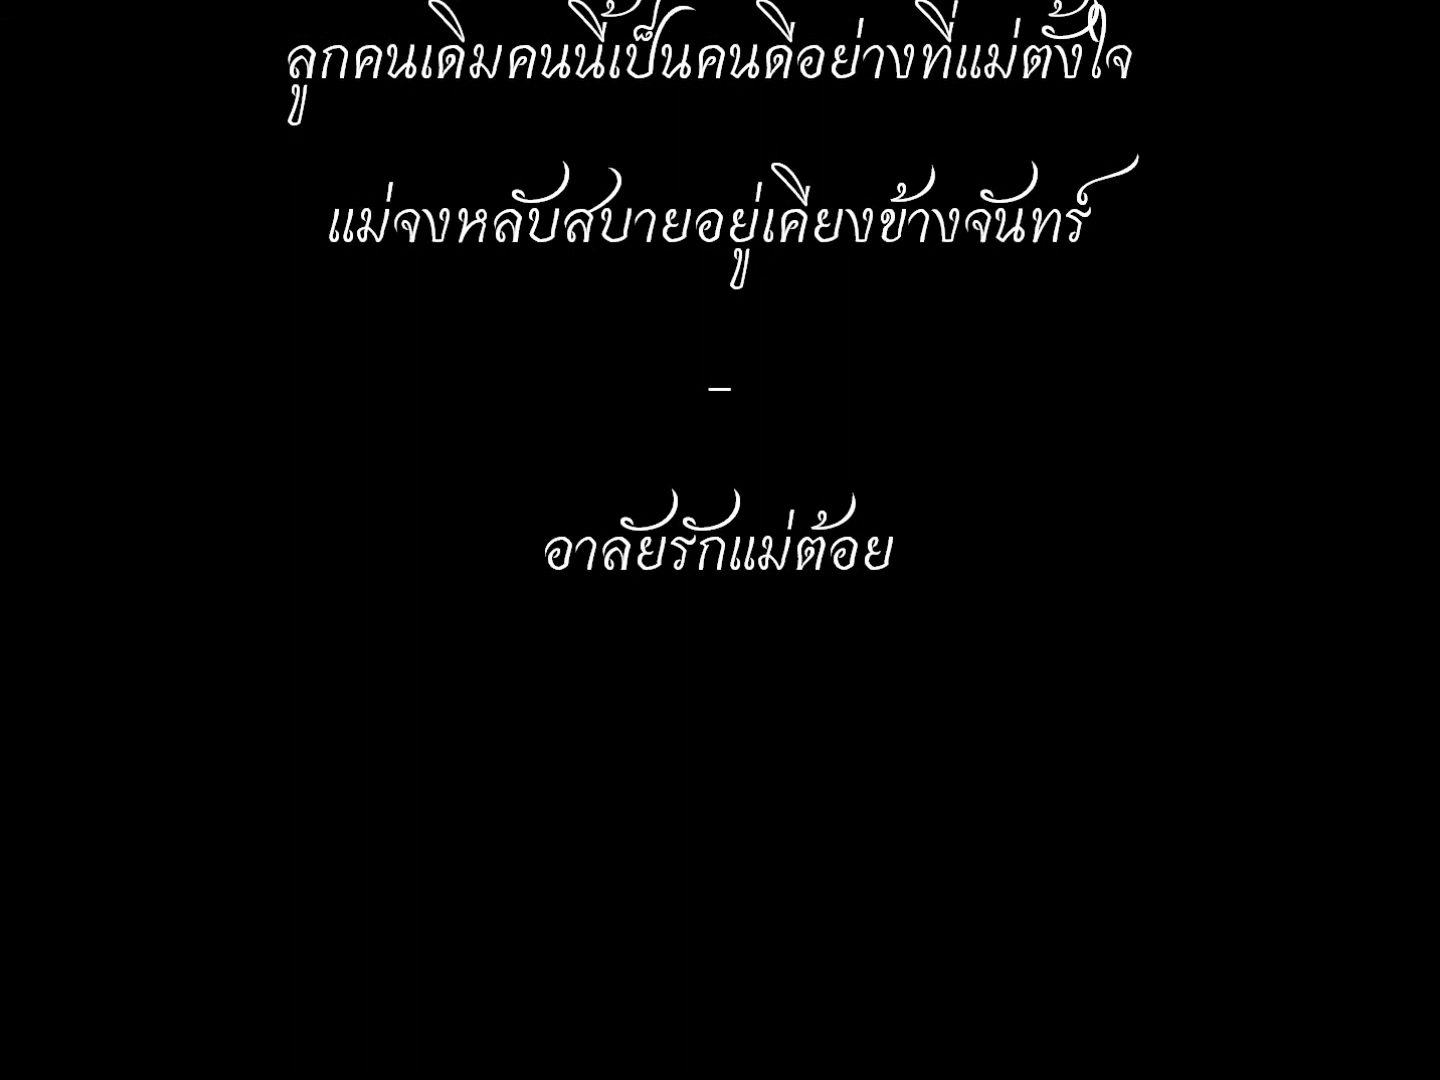 ลูกคนเดิมคนนี้เป็นคนดีอย่างที่แม่ตั้งใจ
แม่จงหลับสบายอยู่เคียงข้างจันทร์
-
อาลัยรักแม่ต้อย